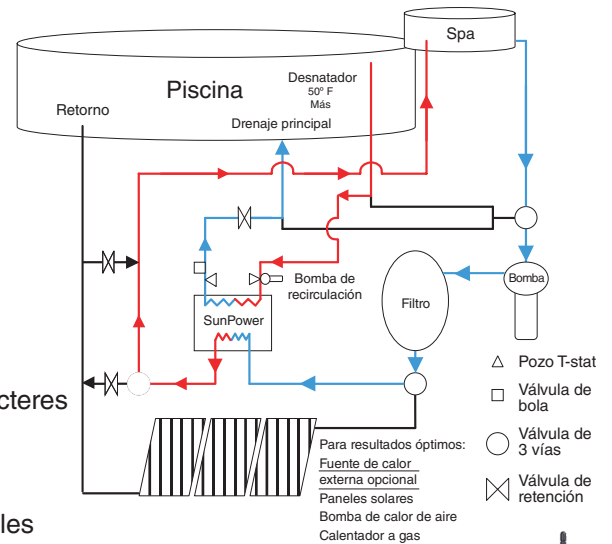 Spa
Piscina
Desnatador
50º F
Más
Retorno
Drenaje principal
Bomba de
recirculación
Bomba
Filtro
SunPower
Pozo T-stat
Válvula de
bola
Válvula de
3 vías
Válvula de
retención
cteres
Para resultados óptimos:
Fuente de calor
externa opcional
Paneles solares
Bomba de calor de aire
Calentador a gas
les